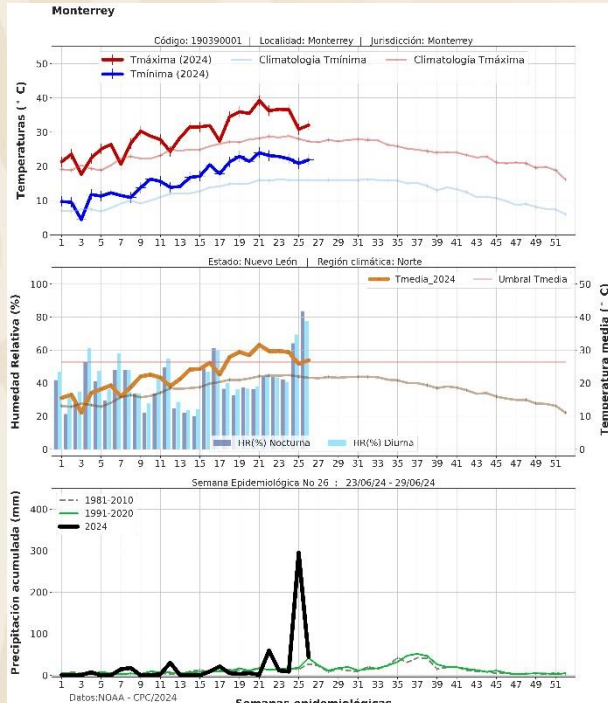 Monterrey
Código: 190390001 | Localidad: Monterrey | Jurisdicción: Monterrey
Tmáxima (2024)
Climatología Tmínima
Climatología Tmáxima
Tmínima (2024)
Temperaturas (° C)
50
40
30
20
10
0
1 3 5 7 9 11 13 15 17 19 21 23 25 27 29 31 33 35 37 39 41 43 45 47 49 51
Estado: Nuevo León | Región climática: Norte
Tmedia_2024
Umbral Tmedia
Humedad Relativa (%)
100
80
60
40
20
0
Temperatura media (° C)
50
40
30
20
10
0
HR(%) Nocturna
HR(%) Diurna
1 3 5 7 9 11 13 15 17 19 21 23 25 27 29 31 33 35 37 39 41 43 45 47 49 51
Semana Epidemiológica No 26 : 23/06/24 - 29/06/24
1981-2010
1991-2020
2024
Precipitación acumulada (mm)
400
300
200
100
0
1 3 5 7 9 11 13 15 17 19 21 23 25 27 29 31 33 35 37 39 41 43 45 47 49 51
Datos:NOAA - CPC/2024
Semanas epidemiológicas